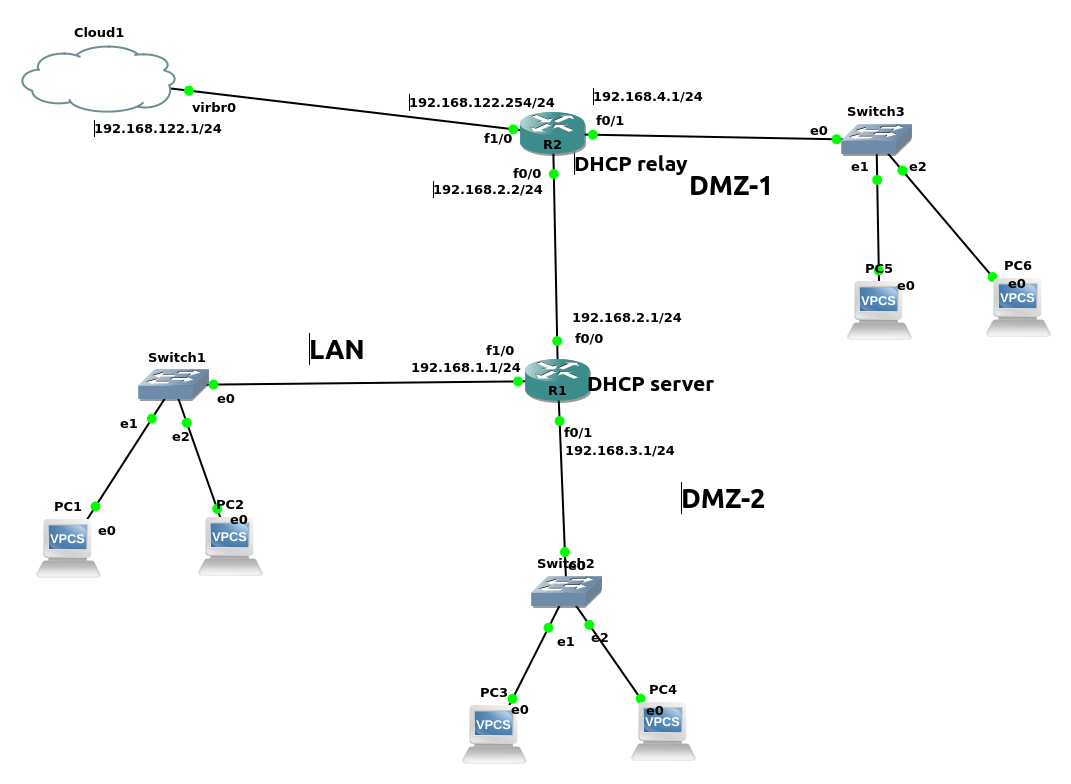 Cloud1
virbr0
192.168.122.1/24
192.168.122.254/24
192.168.4.1/24
f1/0
f0/1
R2
DHCP relay
f0/0
192.168.2.2/24
DMZ-1
Switch3
e0
e1
e2
PC5
e0
VPCS
PC6
e0
VPCS
192.168.2.1/24
f0/0
LAN
f1/0
192.168.1.1/24
Switch1
e0
e1
e2
R1
DHCP server
f0/1
192.168.3.1/24
PC1
e0
VPCS
PC2
e0
VPCS
DMZ-2
Switch2
e0
e1
e2
PC3
e0
VPCS
PC4
e0
VPCS